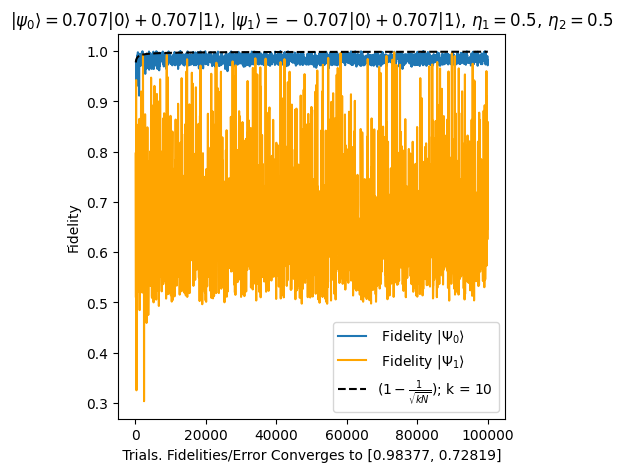 |ψ₀⟩ = 0.707|0⟩ + 0.707|1⟩, |ψ₁⟩ = − 0.707|0⟩ + 0.707|1⟩, η₁ = 0.5, η₂ = 0.5
1.0
0.9
0.8
0.7
0.6
0.5
0.4
0.3
Fidelity
Fidelity |Ψ₀⟩
Fidelity |Ψ₁⟩
(1 − 1/√kN); k = 10
0
20000
40000
60000
80000
100000
Trials. Fidelities/Error Converges to [0.98377, 0.72819]